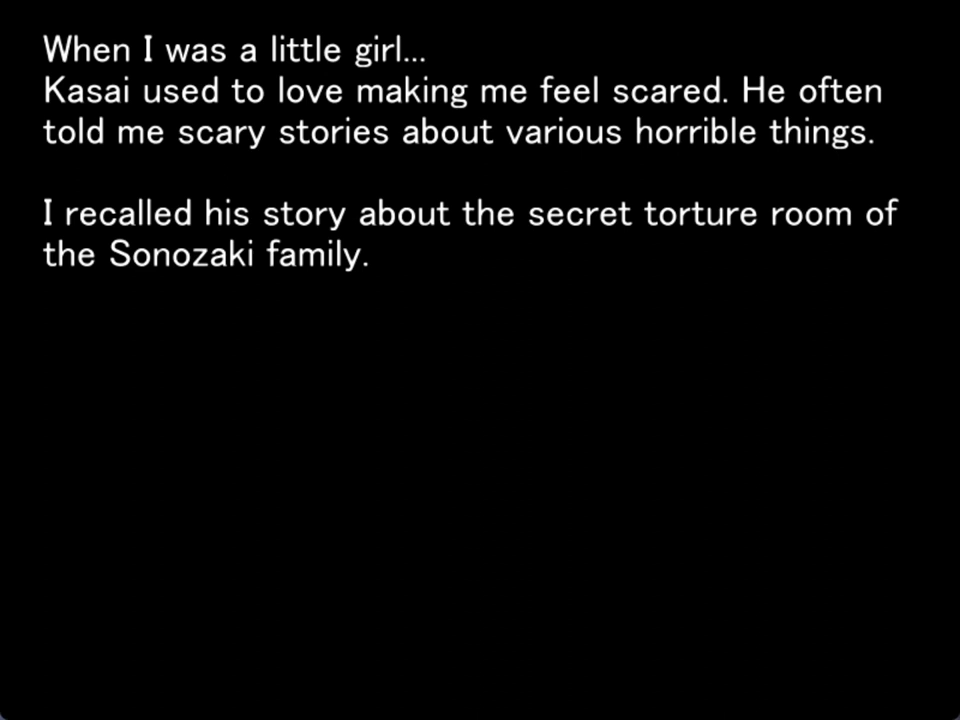 When I was a little girl...
Kasai used to love making me feel scared. He often
told me scary stories about various horrible things.
I recalled his story about the secret torture room of
the Sonozaki family.